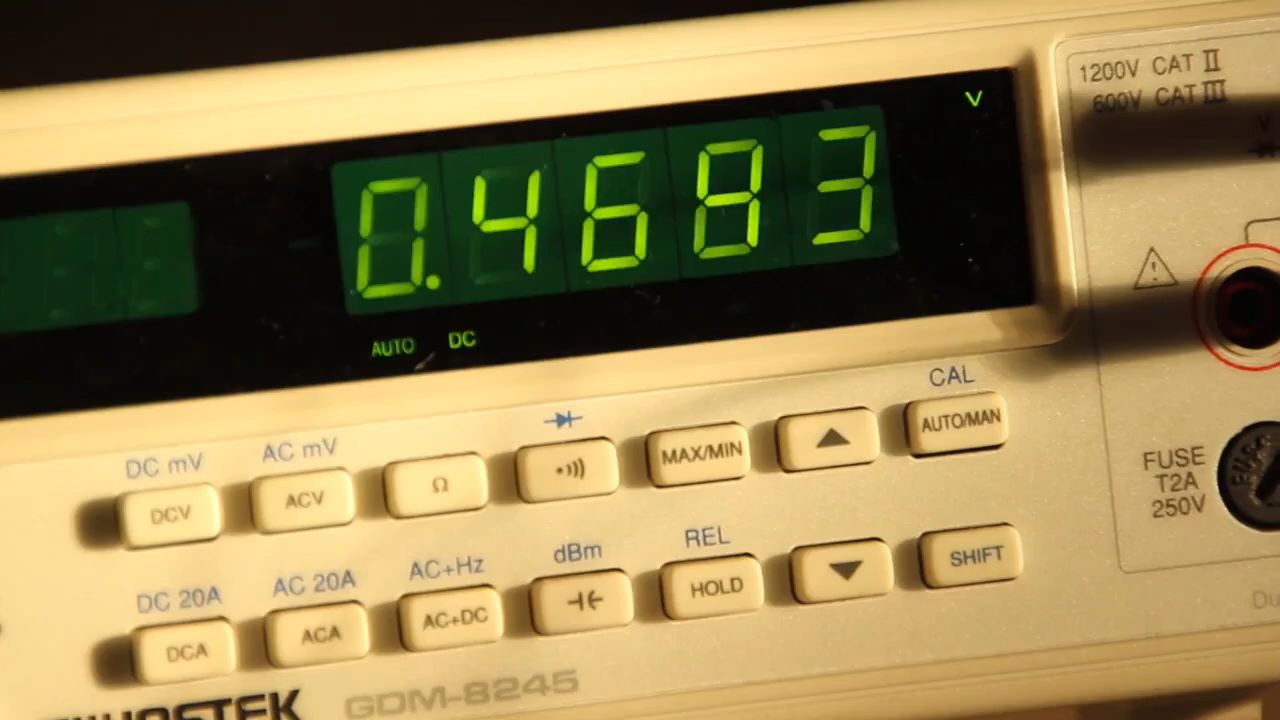 1200V CAT II
600V CAT III
V
0.4683
AUTO DC
CAL
DC mV AC mV
DCV ACV Ω MAX/MIN AUTO/MAN
DC 20A AC 20A AC+Hz dBm REL
DCA ACA AC+DC HOLD SHIFT
FUSE
T2A
250V
FUSE
GDM-8245